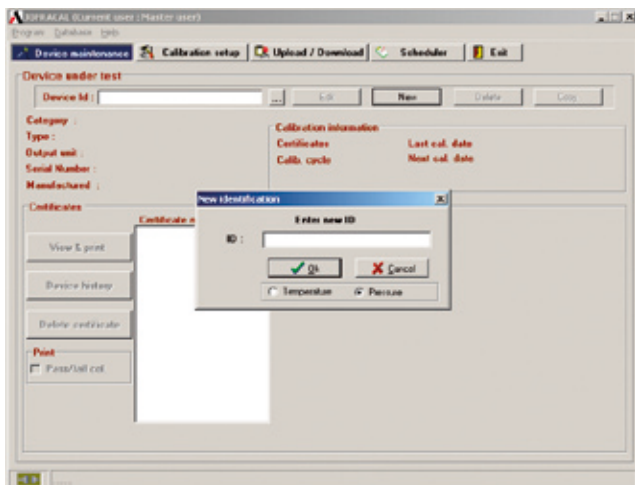 JOFRACAL (Current user : Master user)
Program Database Help
Device maintenance Calibration setup Upload / Download Scheduler Exit
Device under test
Device Id : ... Edit New Delete Copy
Category :
Type :
Output unit :
Serial Number :
Manufactured :
Calibration information
Certificates Last cal. date
Calib. cycle Next cal. date
Certificates
Certificate
View & print
Device history
Delete certificate
Print
Pass/fail cert.
New identification
Enter new ID
ID :
Ok Cancel
Temperature Pressure